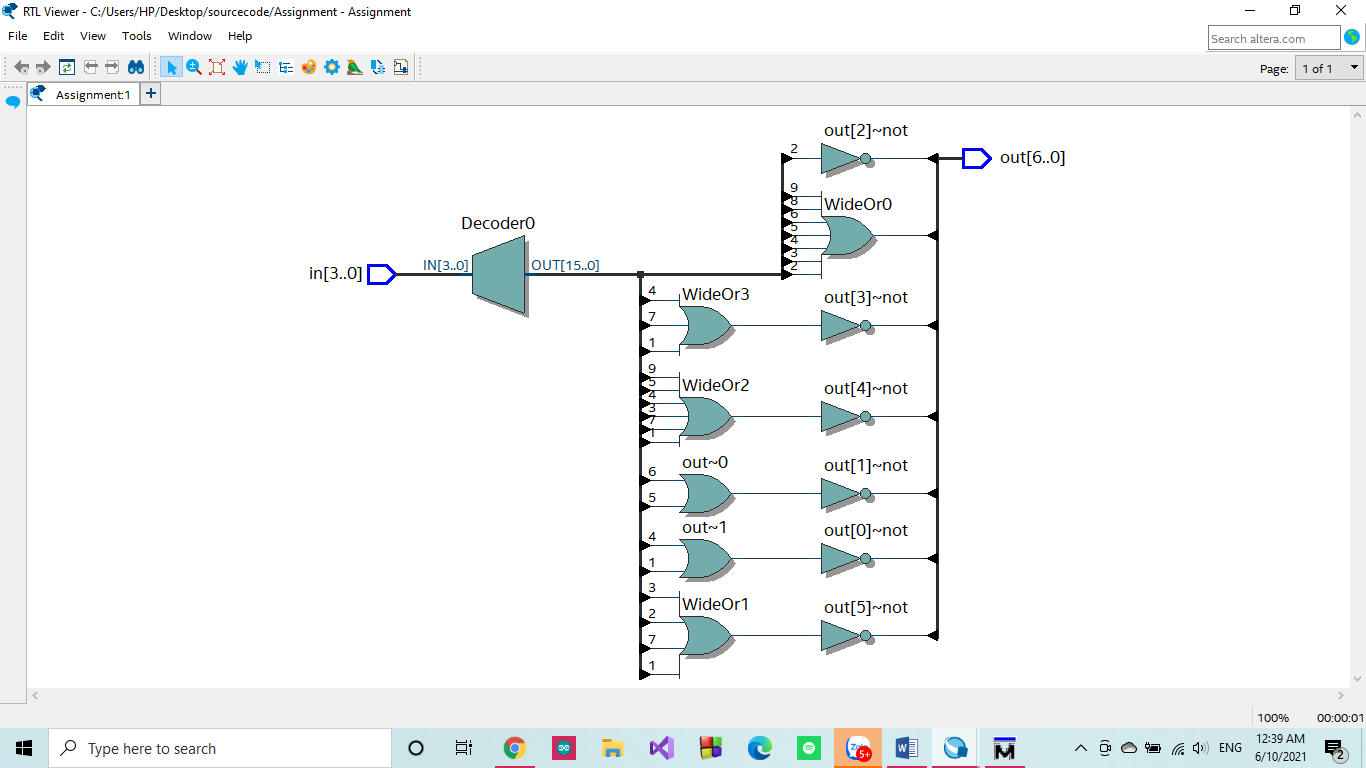 RTL Viewer - C:/Users/HP/Desktop/sourcecode/Assignment - Assignment
File Edit View Tools Window Help
Search altera.com
Page: 1 of 1
Assignment:1
out[2]~not
2
out[6..0]
9
8
6
5
4
3
2
WideOr0
Decoder0
in[3..0]
IN[3..0]
OUT[15..0]
4
7
1
WideOr3
out[3]~not
9
5
4
3
7
1
WideOr2
out[4]~not
6
5
out~0
out[1]~not
4
1
out~1
out[0]~not
3
2
7
1
WideOr1
out[5]~not
100% 00:00:01
Type here to search
5+
ENG
12:39 AM
6/10/2021
2